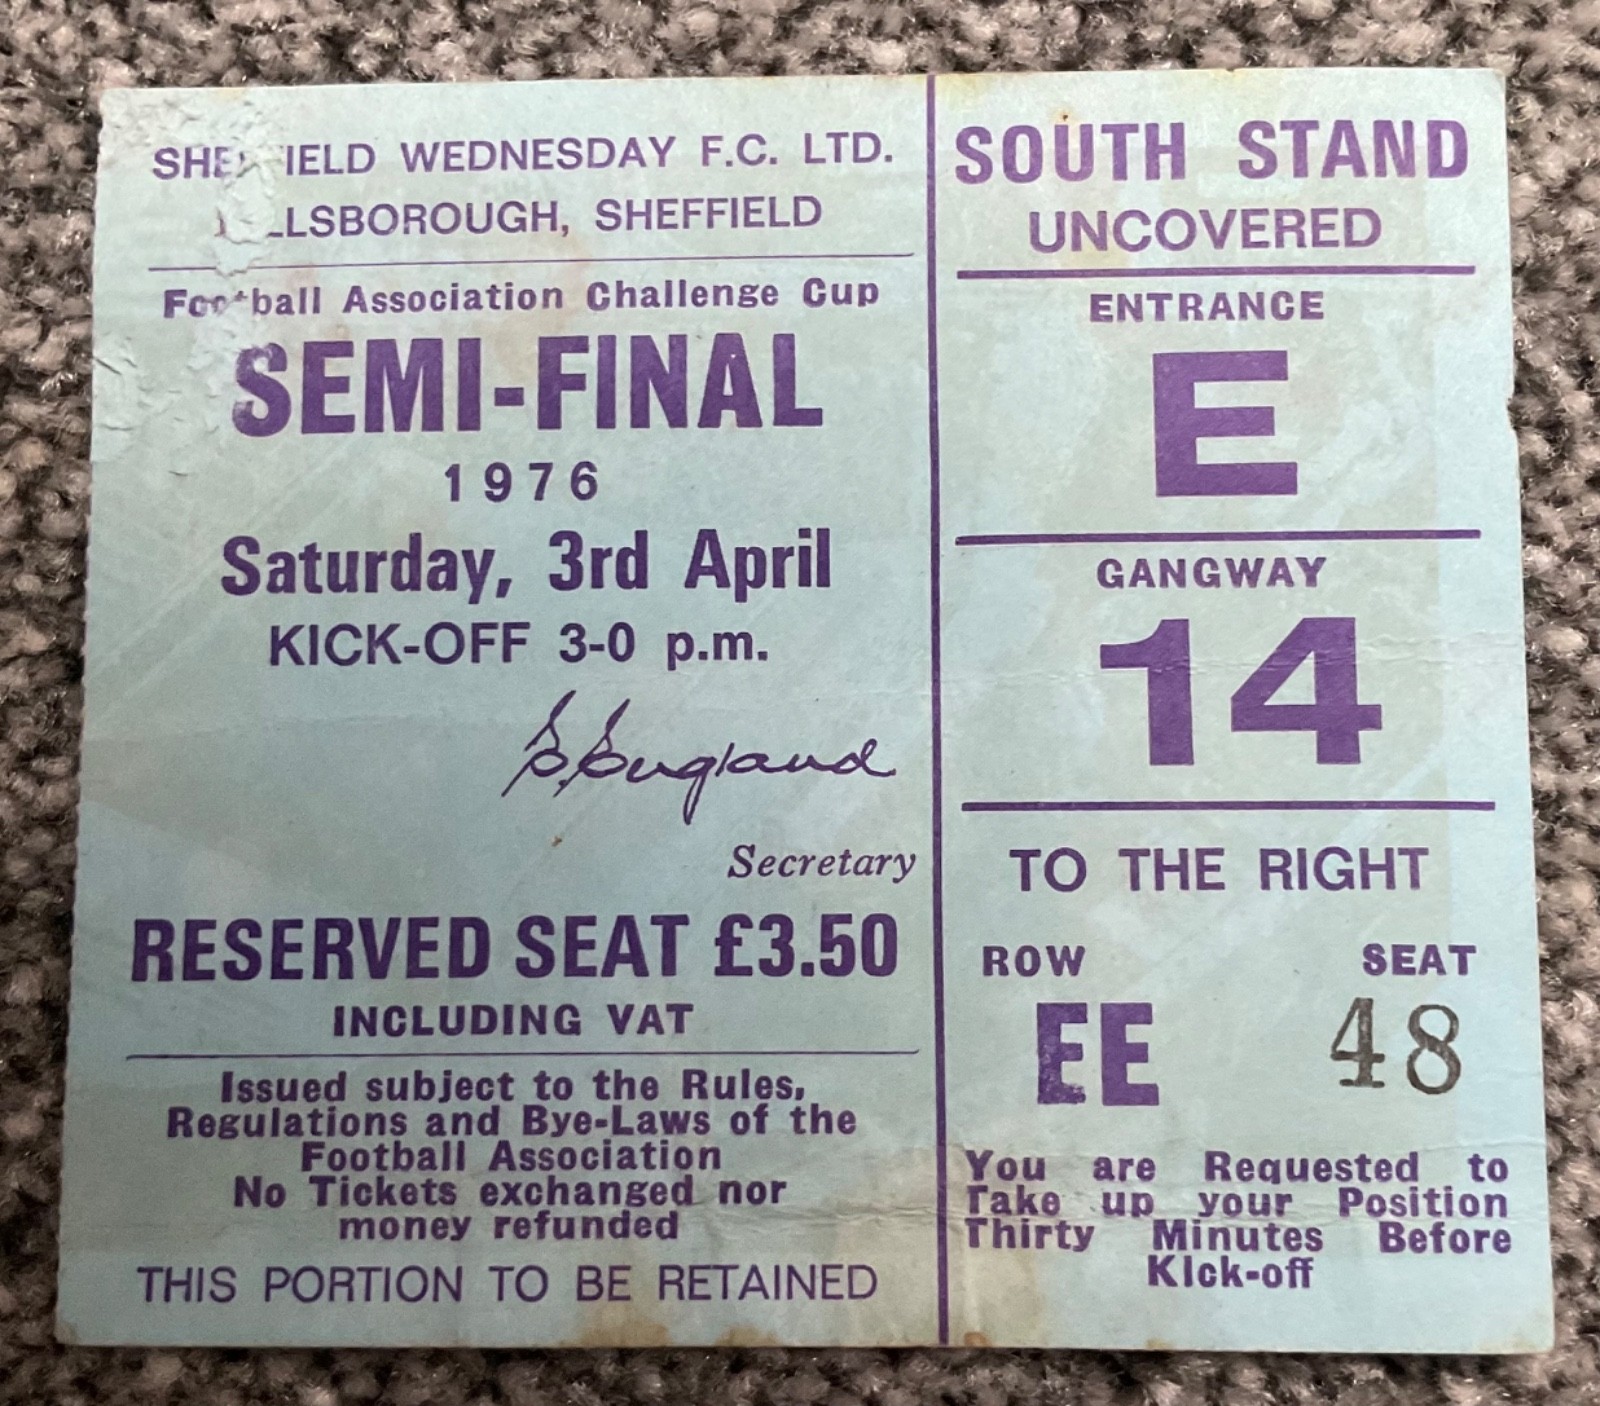 SHEFFIELD WEDNESDAY F.C. LTD.
HILLSBOROUGH, SHEFFIELD
Football Association Challenge Cup
SEMI-FINAL
1976
Saturday, 3rd April
KICK-OFF 3-0 p.m.
S. England
Secretary
RESERVED SEAT £3.50
INCLUDING VAT
Issued subject to the Rules,
Regulations and Bye-Laws of the
Football Association
No Tickets exchanged nor
money refunded
THIS PORTION TO BE RETAINED
SOUTH STAND
UNCOVERED
ENTRANCE
E
GANGWAY
14
TO THE RIGHT
ROW SEAT
EE 48
You are Requested to
Take up your Position
Thirty Minutes Before
Kick-off